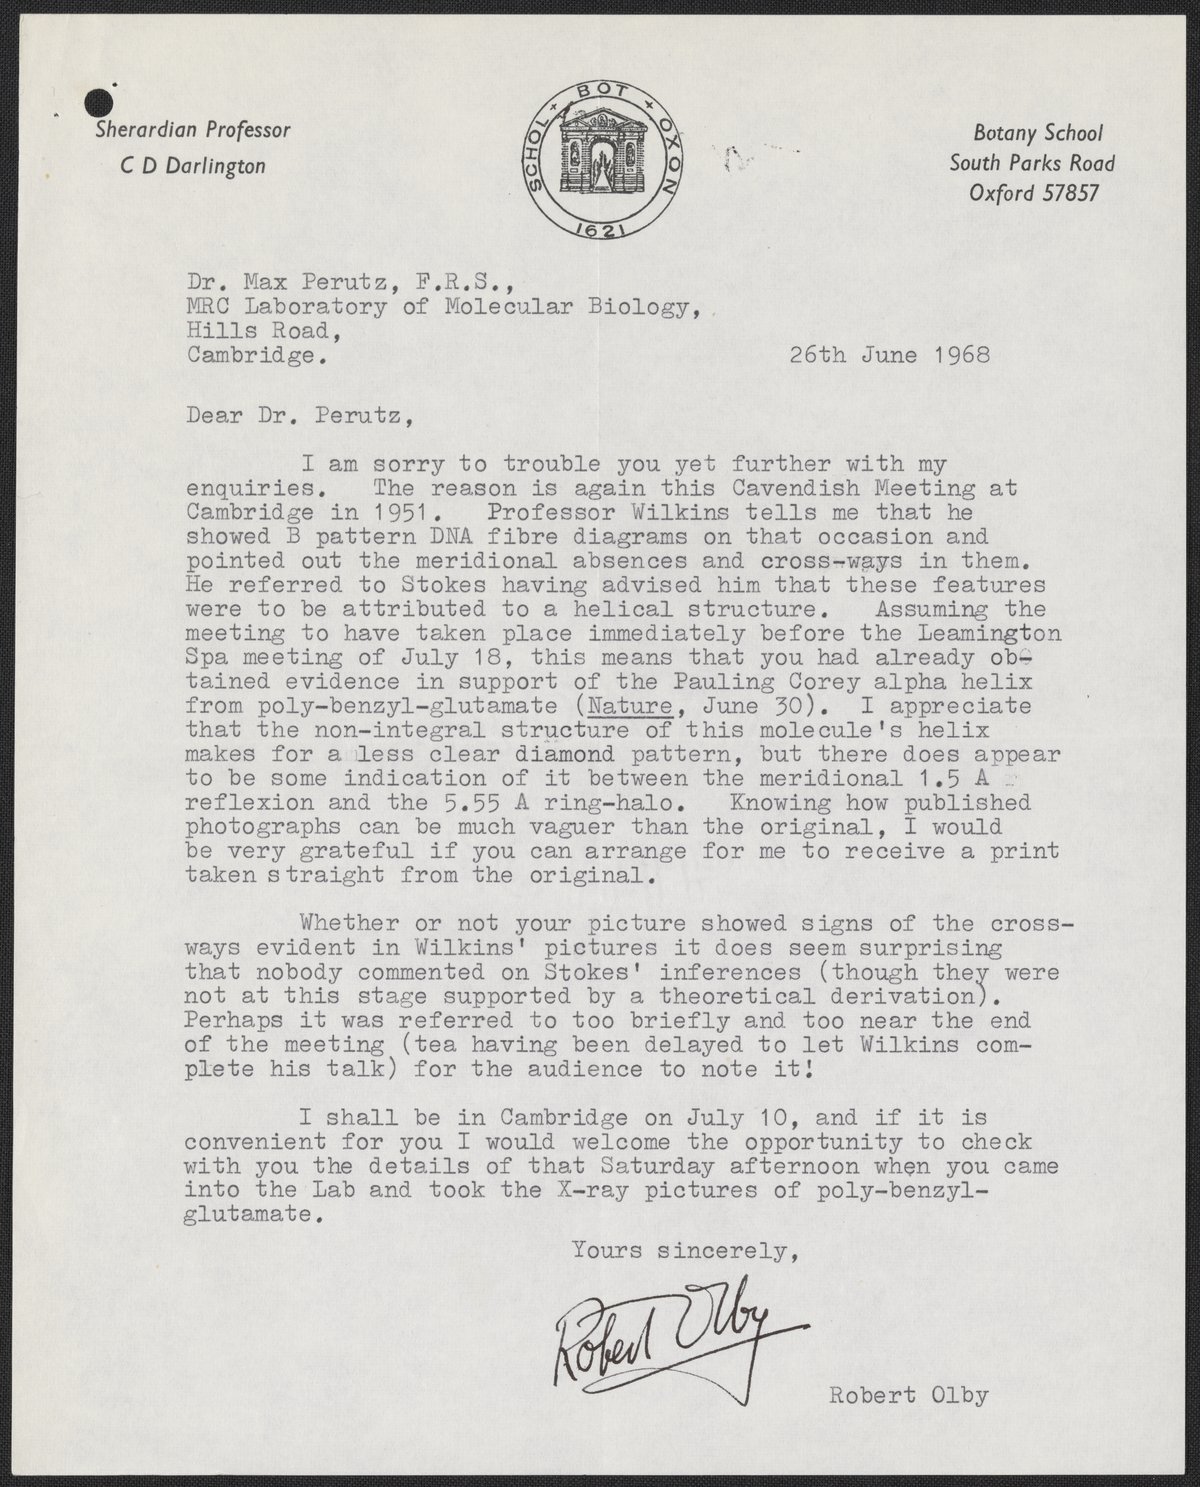 Sherardian Professor
C D Darlington
SCHOL + BOT + OXON
1621
Botany School
South Parks Road
Oxford 57857
Dr. Max Perutz, F.R.S.,
MRC Laboratory of Molecular Biology,
Hills Road,
Cambridge.
26th June 1968
Dear Dr. Perutz,
I am sorry to trouble you yet further with my
enquiries. The reason is again this Cavendish Meeting at
Cambridge in 1951. Professor Wilkins tells me that he
showed B pattern DNA fibre diagrams on that occasion and
pointed out the meridional absences and cross-ways in them.
He referred to Stokes having advised him that these features
were to be attributed to a helical structure. Assuming the
meeting to have taken place immediately before the Leamington
Spa meeting of July 18, this means that you had already ob-
tained evidence in support of the Pauling Corey alpha helix
from poly-benzyl-glutamate (Nature, June 30). I appreciate
that the non-integral structure of this molecule's helix
makes for a less clear diamond pattern, but there does appear
to be some indication of it between the meridional 1.5 A
reflexion and the 5.55 A ring-halo. Knowing how published
photographs can be much vaguer than the original, I would
be very grateful if you can arrange for me to receive a print
taken straight from the original.
Whether or not your picture showed signs of the cross-
ways evident in Wilkins' pictures it does seem surprising
that nobody commented on Stokes' inferences (though they were
not at this stage supported by a theoretical derivation).
Perhaps it was referred to too briefly and too near the end
of the meeting (tea having been delayed to let Wilkins com-
plete his talk) for the audience to note it!
I shall be in Cambridge on July 10, and if it is
convenient for you I would welcome the opportunity to check
with you the details of that Saturday afternoon when you came
into the Lab and took the X-ray pictures of poly-benzyl-
glutamate.
Yours sincerely,
Robert Olby
Robert Olby